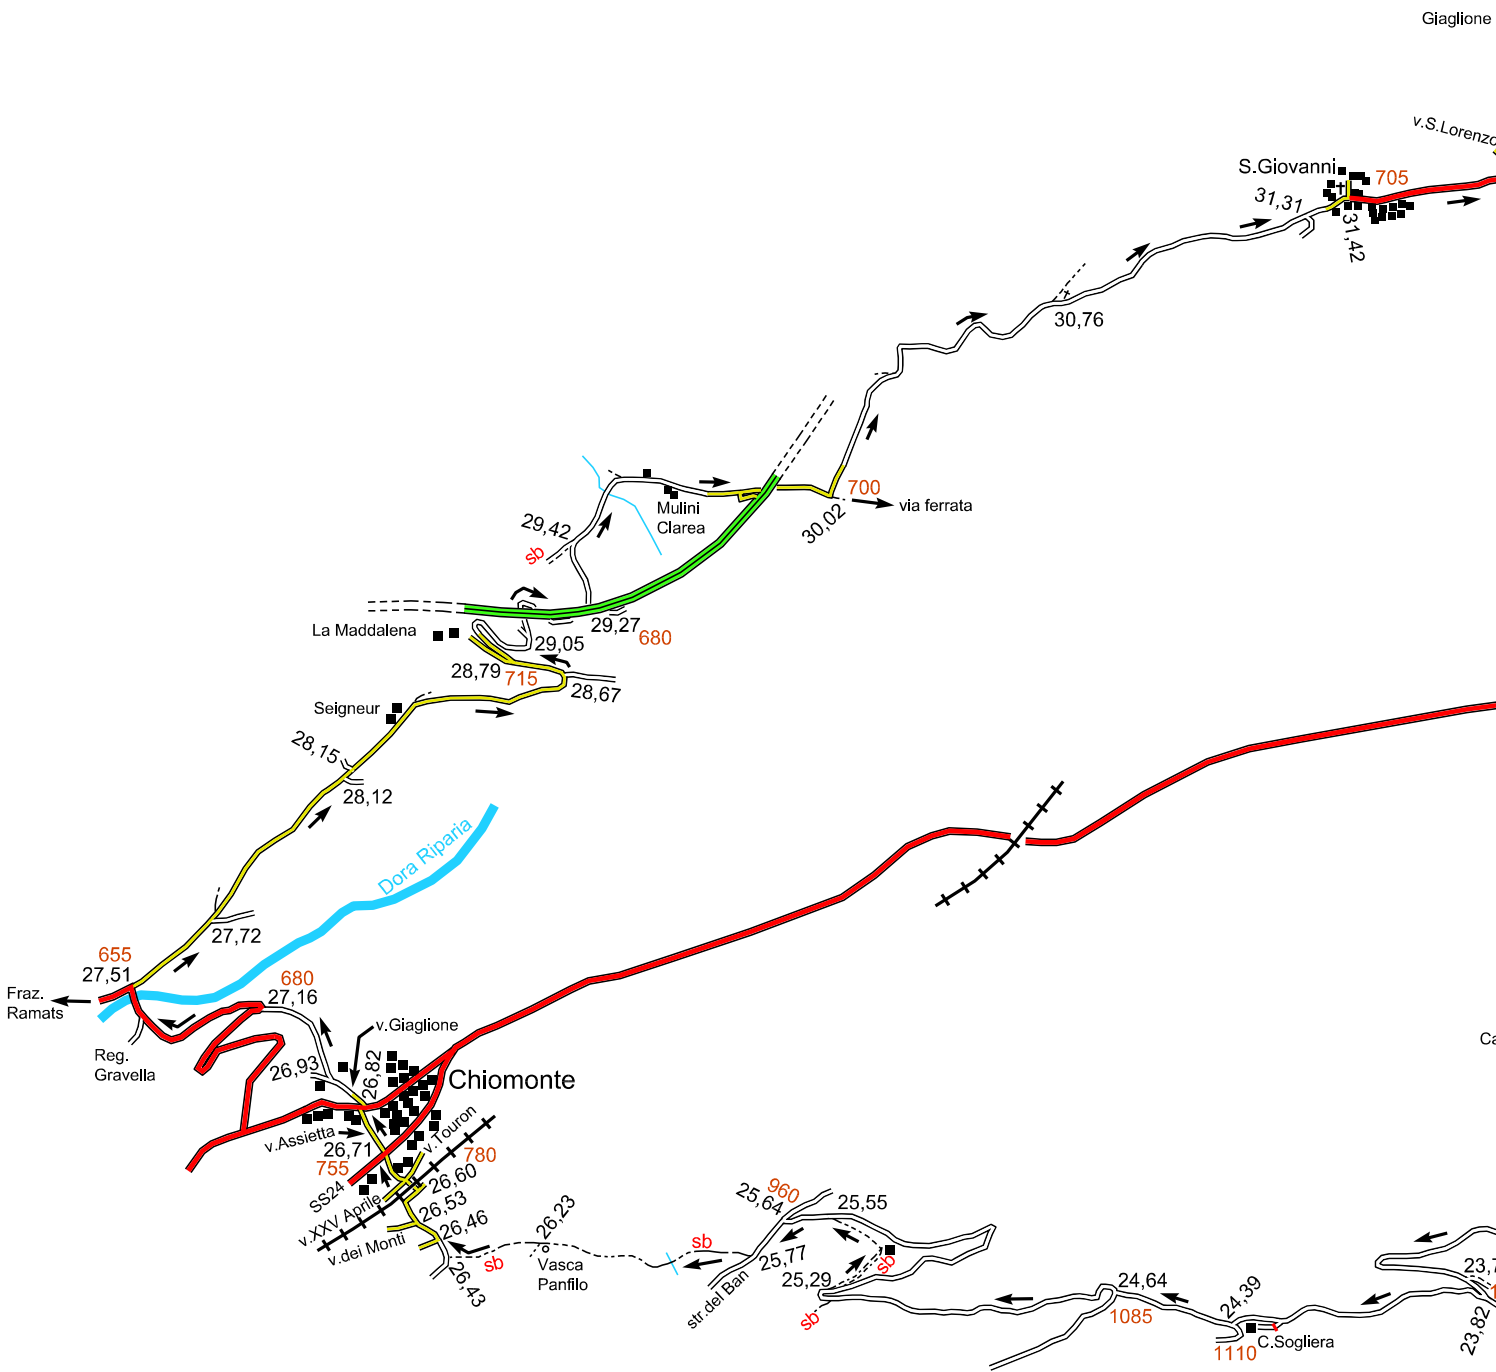 Giaglione
v.S.Lorenzo
S.Giovanni
705
31,31
31,42
30,76
700
via ferrata
30,02
Mulini
Clarea
29,42
sb
La Maddalena
29,27
680
29,05
28,79
715
28,67
Seigneur
28,15
28,12
Dora Riparia
27,72
655
27,51
Fraz.
Ramats
680
27,16
v.Giaglione
Reg.
Gravella
26,93
26,82
Chiomonte
v.Assietta
26,71
v.Touron
755
780
SS24
26,60
v.XXV Aprile
26,53
v.dei Monti
26,46
26,43
sb
26,23
Vasca
Panfilo
sb
960
25,64
25,55
25,77
str.del Ban
25,29
sb
sb
24,64
1085
24,39
1110
C.Sogliera
23,82